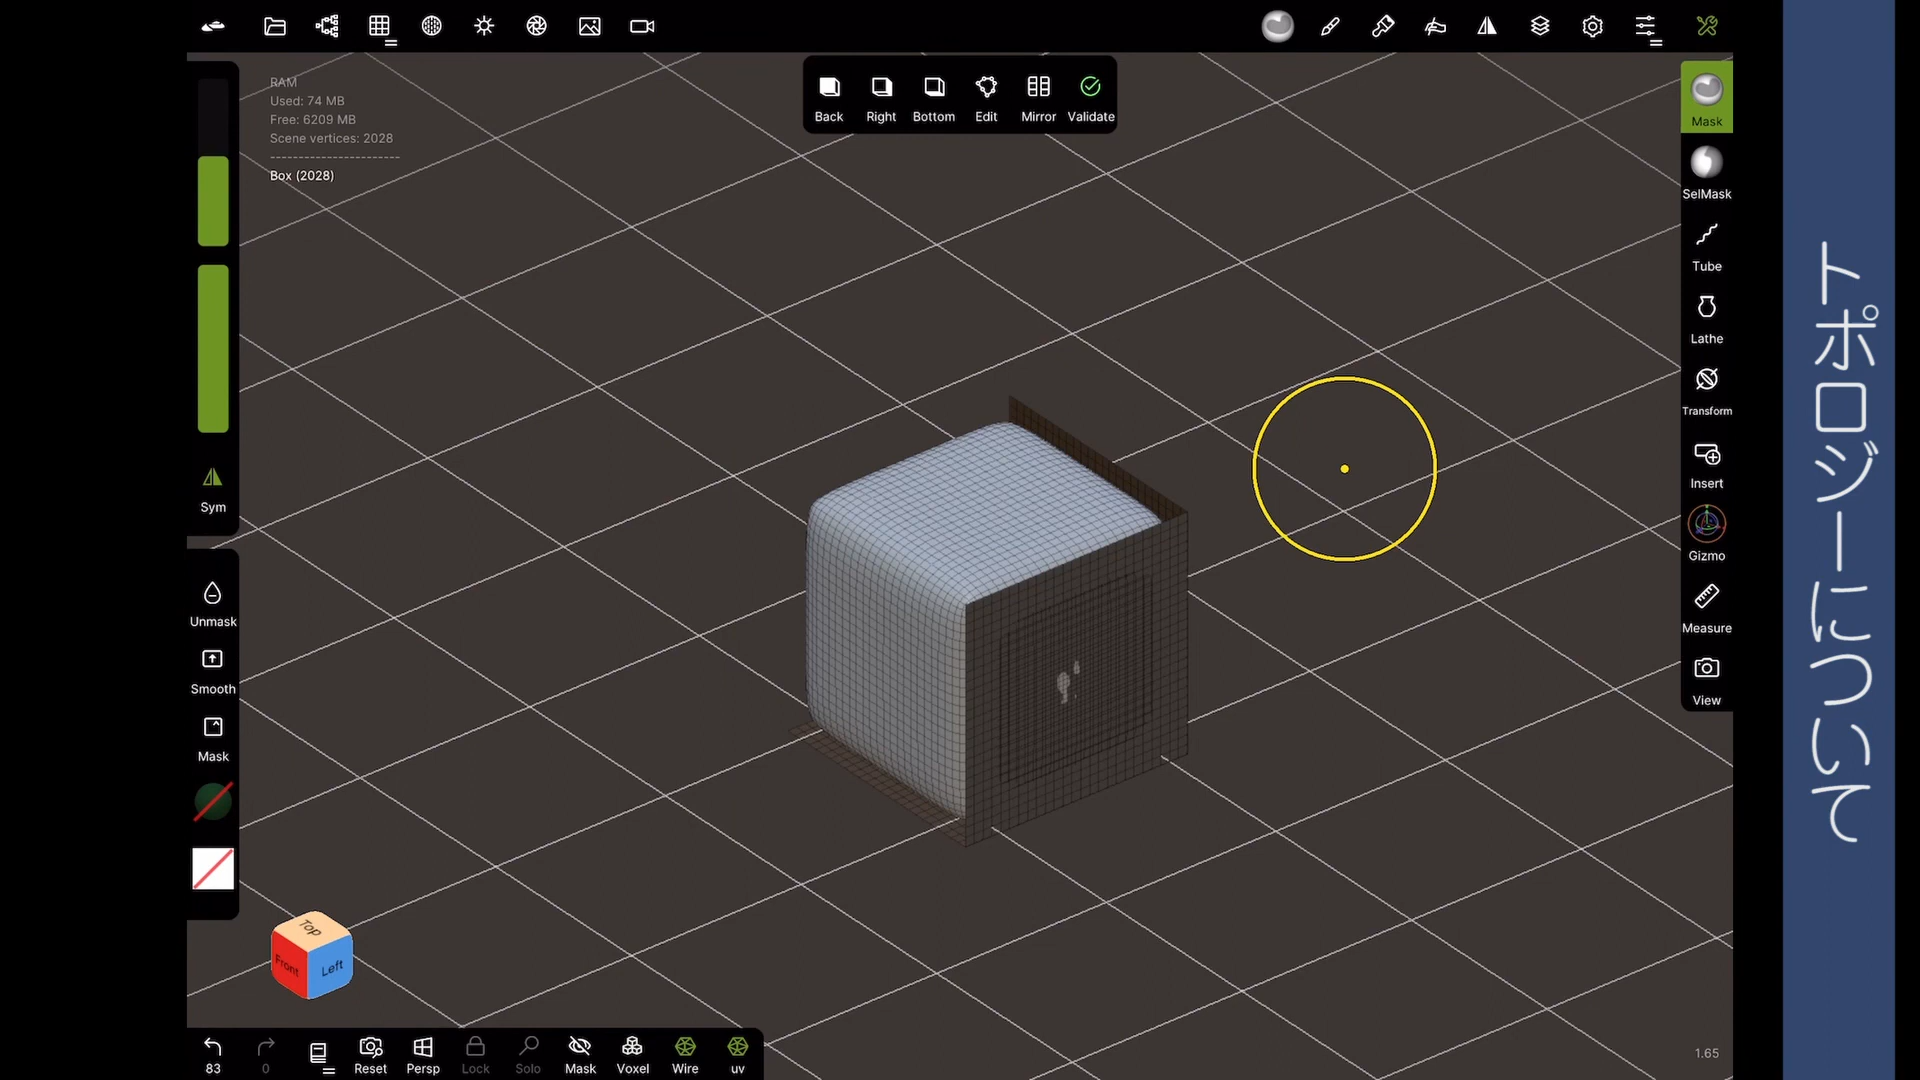 RAM
Used: 74 MB
Free: 6209 MB
Scene vertices: 2028
------------------------
Box (2028)
Back
Right
Bottom
Edit
Mirror
Validate
Sym
Unmask
Smooth
Mask
Top
Front
Left
83
0
Reset
Persp
Lock
Solo
Mask
Voxel
Wire
uv
Mask
SelMask
Tube
Lathe
Transform
Insert
Gizmo
Measure
View
1.65
トポロジーについて